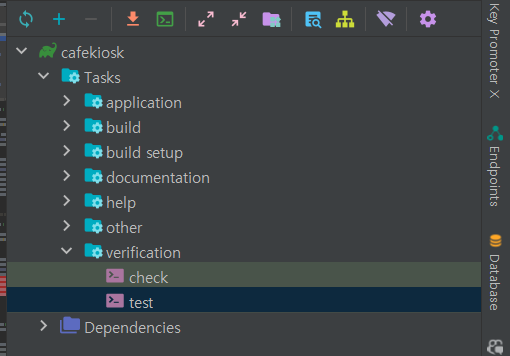 cafekiosk
Tasks
application
build
build setup
documentation
help
other
verification
check
test
Dependencies
Key Promoter X
Endpoints
Database